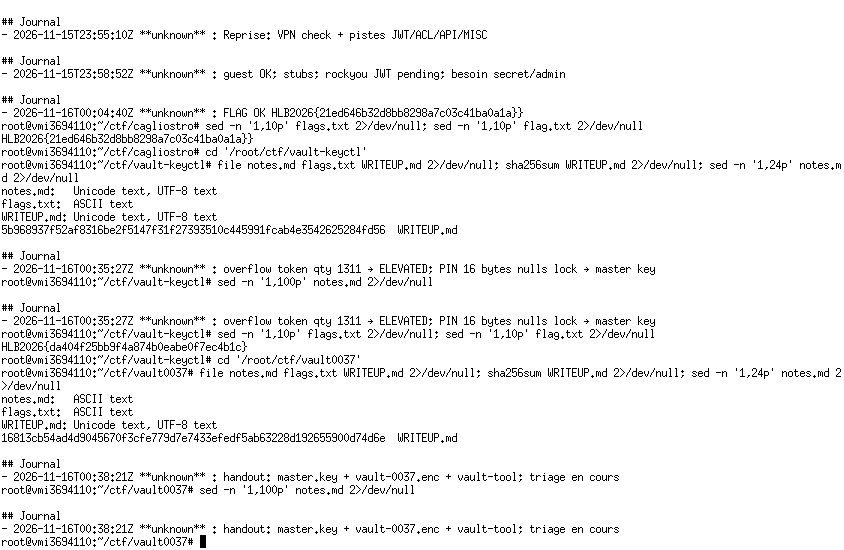 ## Journal
- 2026-11-15T23:55:10Z **unknown** : Reprise: VPN check + pistes JWT/ACL/API/MISC
## Journal
- 2026-11-15T23:58:52Z **unknown** : guest OK; stubs; rockyou JWT pending; besoin secret/admin
## Journal
- 2026-11-16T00:04:40Z **unknown** : FLAG OK HLB2026{21ed646b32d8bb8298a7c03c41ba0a1a}}
root@vmi3694110:~/ctf/cagliostro# sed -n '1,10p' flags.txt 2>/dev/null; sed -n '1,10p' flag.txt 2>/dev/null
HLB2026{21ed646b32d8bb8298a7c03c41ba0a1a}}
root@vmi3694110:~/ctf/cagliostro# cd '/root/ctf/vault-keyctl'
root@vmi3694110:~/ctf/vault-keyctl# file notes.md flags.txt WRITEUP.md 2>/dev/null; sha256sum WRITEUP.md 2>/dev/null; sed -n '1,24p' notes.m
d 2>/dev/null
notes.md:   Unicode text, UTF-8 text
flags.txt:  ASCII text
WRITEUP.md: Unicode text, UTF-8 text
5b968937f52af8316be2f5147f31f27393510c445991fcab4e3542625284fd56  WRITEUP.md
## Journal
- 2026-11-16T00:35:27Z **unknown** : overflow token qty 1311 → ELEVATED; PIN 16 bytes nulls lock → master key
root@vmi3694110:~/ctf/vault-keyctl# sed -n '1,100p' notes.md 2>/dev/null
## Journal
- 2026-11-16T00:35:27Z **unknown** : overflow token qty 1311 → ELEVATED; PIN 16 bytes nulls lock → master key
root@vmi3694110:~/ctf/vault-keyctl# sed -n '1,10p' flags.txt 2>/dev/null; sed -n '1,10p' flag.txt 2>/dev/null
HLB2026{da404f25bb9f4a874b0eabe0f7ec4b1c}
root@vmi3694110:~/ctf/vault-keyctl# cd '/root/ctf/vault0037'
root@vmi3694110:~/ctf/vault0037# file notes.md flags.txt WRITEUP.md 2>/dev/null; sha256sum WRITEUP.md 2>/dev/null; sed -n '1,24p' notes.md 2
>/dev/null
notes.md:   ASCII text
flags.txt:  ASCII text
WRITEUP.md: Unicode text, UTF-8 text
16813cb54ad4d9045670f3cfe779d7e7433efedf5ab63228d192655900d74d6e  WRITEUP.md
## Journal
- 2026-11-16T00:38:21Z **unknown** : handout: master.key + vault-0037.enc + vault-tool; triage en cours
root@vmi3694110:~/ctf/vault0037# sed -n '1,100p' notes.md 2>/dev/null
## Journal
- 2026-11-16T00:38:21Z **unknown** : handout: master.key + vault-0037.enc + vault-tool; triage en cours
root@vmi3694110:~/ctf/vault0037#